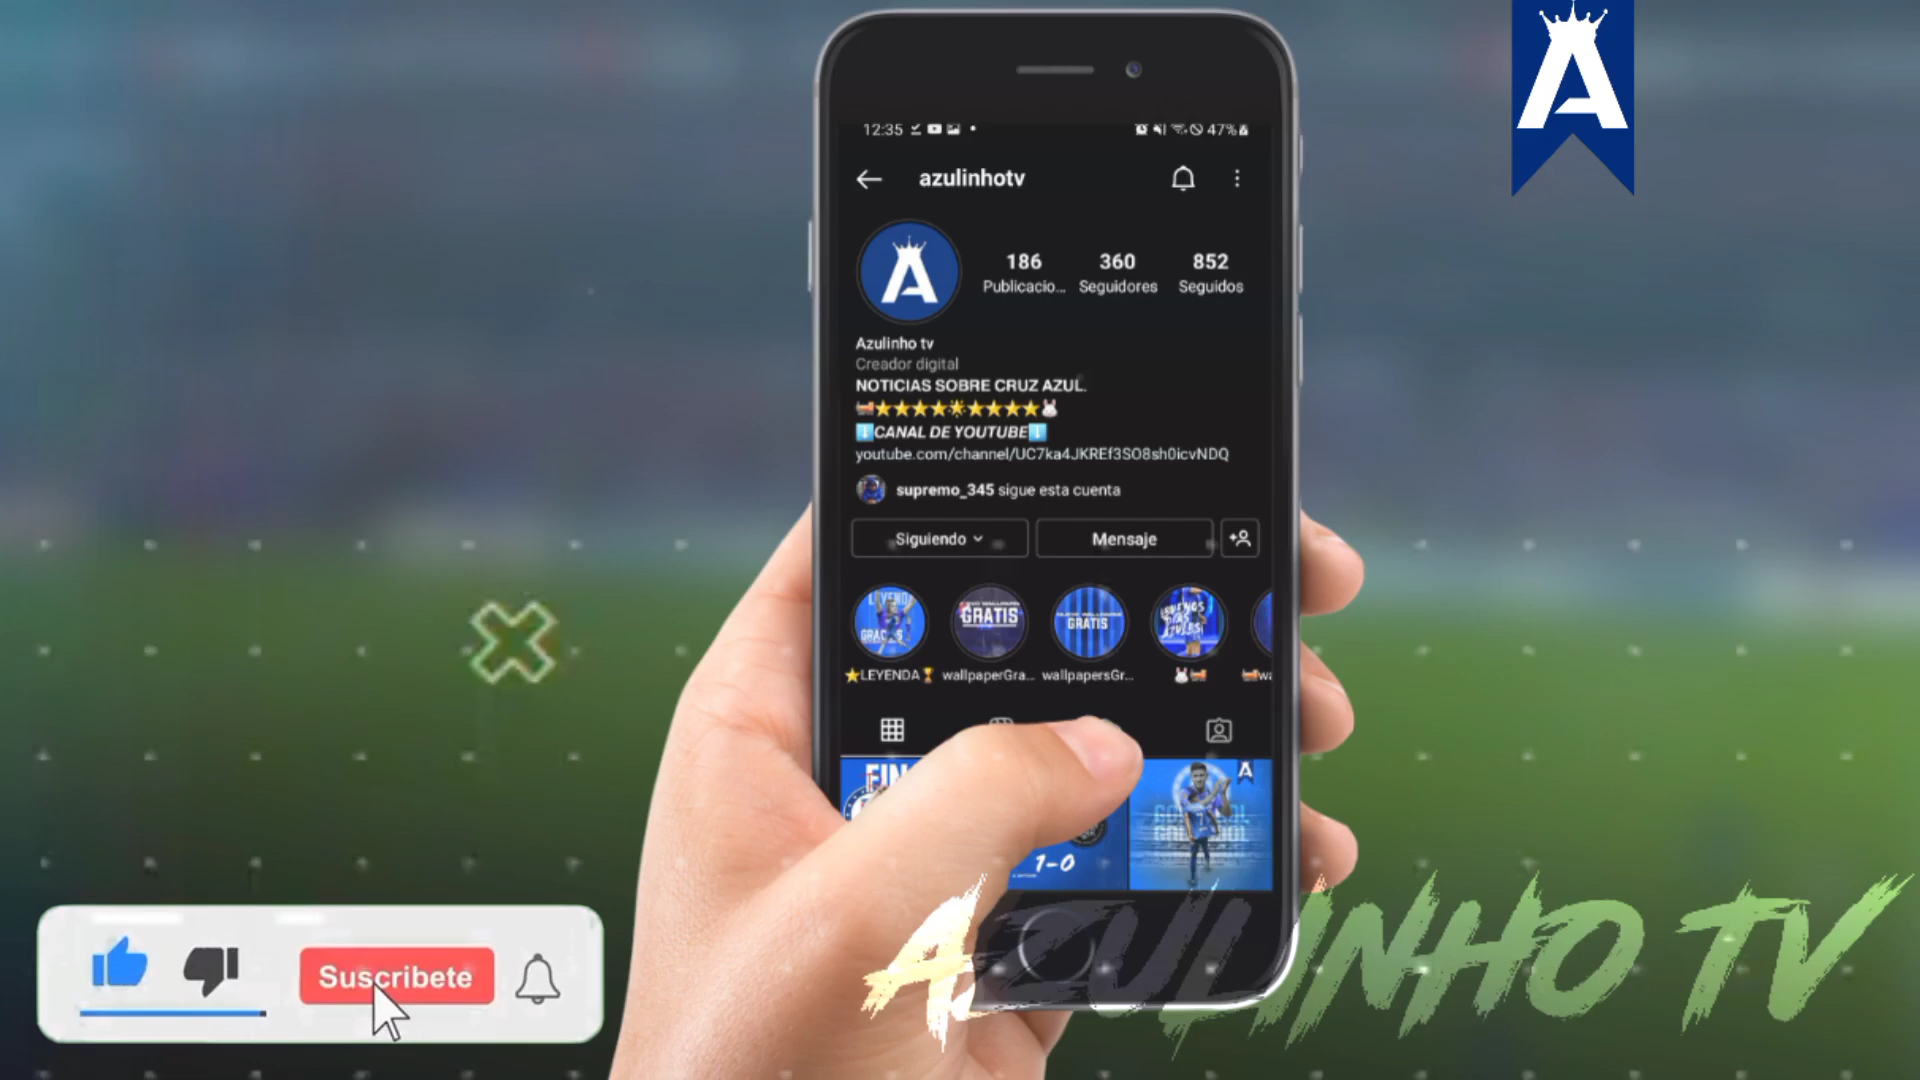 12:35
47%
azulinhotv
186
360
852
Publicacio...
Seguidores
Seguidos
Azulinho tv
Creador digital
NOTICIAS SOBRE CRUZ AZUL.
🚂⭐⭐⭐⭐🌟⭐⭐⭐⭐🐰
⬇️CANAL DE YOUTUBE⬇️
youtube.com/channel/UC7ka4JKREf3SO8sh0icvNDQ
supremo_345 sigue esta cuenta
Siguiendo
Mensaje
GRATIS
GRATIS
⭐LEYENDA🏆
wallpaperGra...
wallpapersGr...
1-0
Suscribete
AZULINHO TV